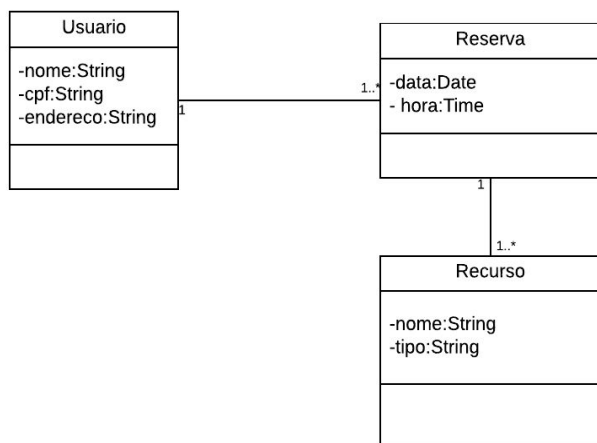 Usuario
-nome:String
-cpf:String
-endereco:String
1
1..*
Reserva
-data:Date
- hora:Time
1
1..*
Recurso
-nome:String
-tipo:String